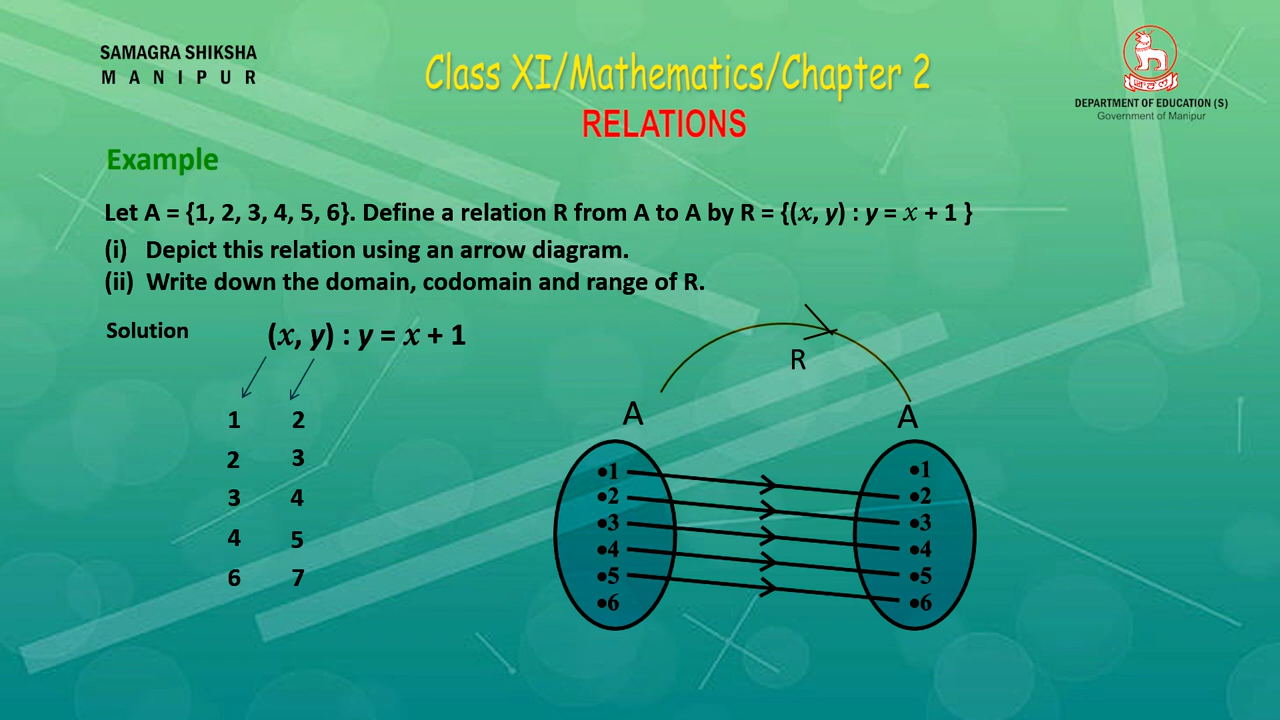 SAMAGRA SHIKSHA
MANIPUR
Class XI/Mathematics/Chapter 2
RELATIONS
DEPARTMENT OF EDUCATION (S)
Government of Manipur
Example
Let A = {1, 2, 3, 4, 5, 6}. Define a relation R from A to A by R = {(x, y) : y = x + 1 }
(i) Depict this relation using an arrow diagram.
(ii) Write down the domain, codomain and range of R.
Solution
(x, y) : y = x + 1
1 2
2 3
3 4
4 5
6 7
R
A
A
•1
•2
•3
•4
•5
•6
•1
•2
•3
•4
•5
•6